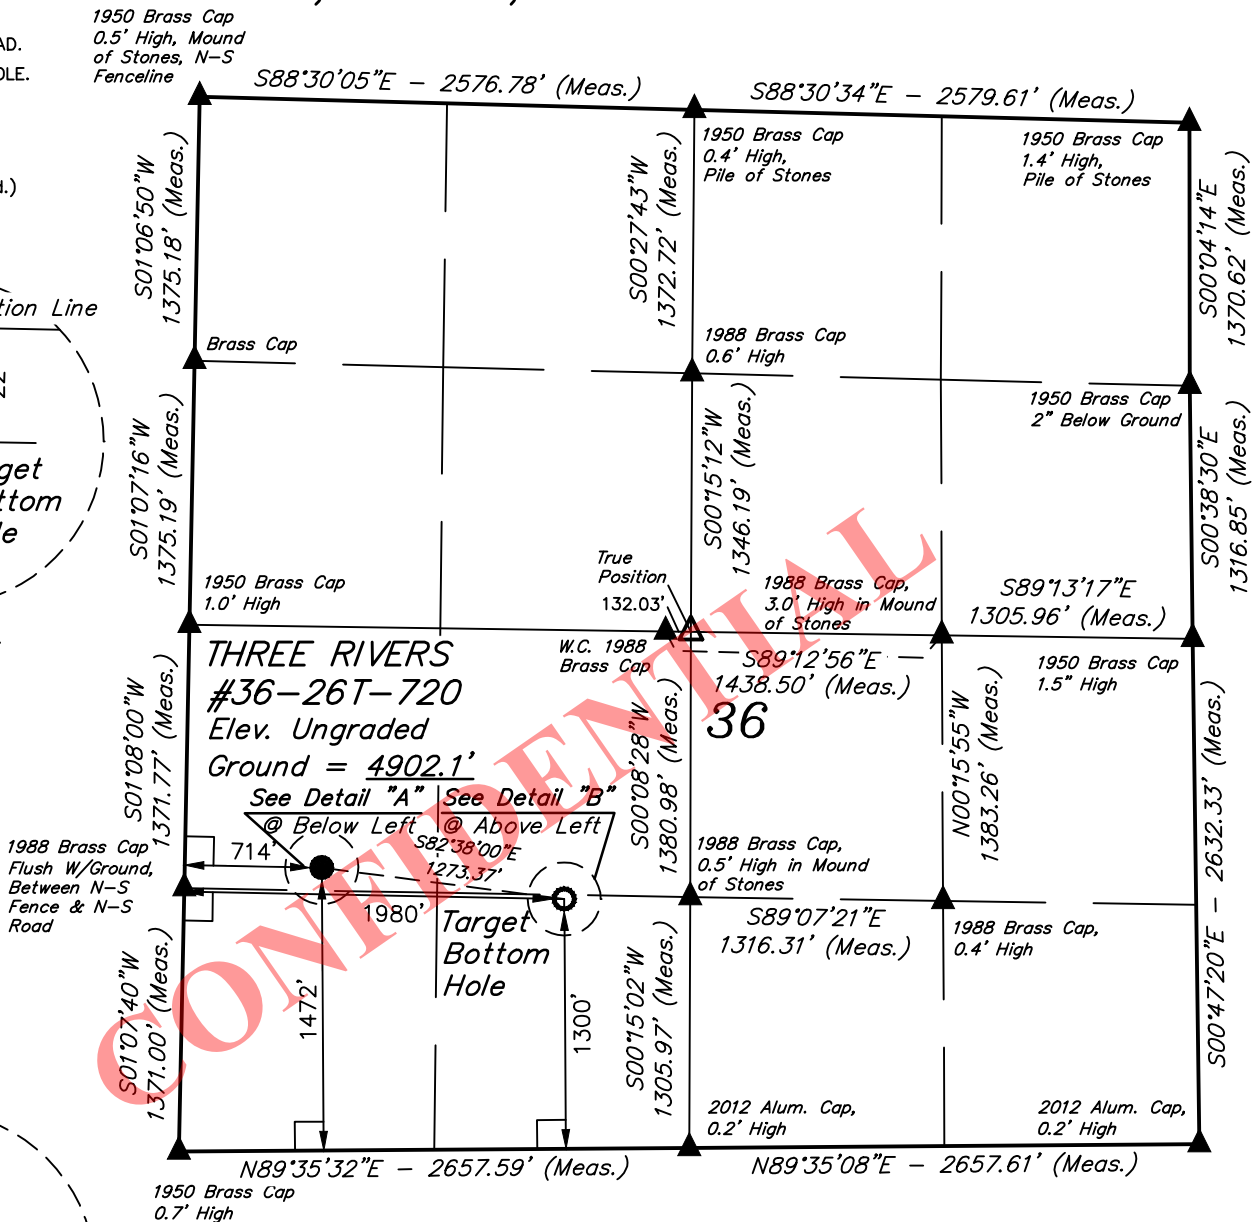 1950 Brass Cap
0.5' High, Mound
of Stones, N-S
Fenceline
AD.
OLE.
S88°30'05"E - 2576.78' (Meas.)
S88°30'34"E - 2579.61' (Meas.)
1950 Brass Cap
0.4' High,
Pile of Stones
1950 Brass Cap
1.4' High,
Pile of Stones
S01°06'50"W
1375.18' (Meas.)
S00°27'43"W
1372.72' (Meas.)
S00°04'14"E
1370.62' (Meas.)
tion Line
Brass Cap
1988 Brass Cap
0.6' High
1950 Brass Cap
2" Below Ground
get
ttom
le
S01°07'16"W
1375.19' (Meas.)
S00°15'12"W
1346.19' (Meas.)
S00°38'30"E
1316.85' (Meas.)
1950 Brass Cap
1.0' High
True
Position
132.03'
1988 Brass Cap,
3.0' High in Mound
of Stones
S89°13'17"E
1305.96' (Meas.)
W.C. 1988
Brass Cap
S89°12'56"E
1438.50' (Meas.)
1950 Brass Cap
1.5" High
THREE RIVERS
#36-26T-720
Elev. Ungraded
Ground = 4902.1'
36
S01°08'00"W
1371.77' (Meas.)
S00°08'28"W
1380.98' (Meas.)
N00°15'55"W
1383.26' (Meas.)
S00°47'20"E - 2632.33' (Meas.)
See Detail "A"
@ Below Left
See Detail "B"
@ Above Left
S82°38'00"E
1273.37'
714'
1980'
1988 Brass Cap
Flush W/Ground,
Between N-S
Fence & N-S
Road
1988 Brass Cap,
0.5' High in Mound
of Stones
S89°07'21"E
1316.31' (Meas.)
1988 Brass Cap,
0.4' High
Target
Bottom
Hole
1472'
1300'
S01°07'40"W
1371.00' (Meas.)
S00°15'02"W
1305.97' (Meas.)
2012 Alum. Cap,
0.2' High
2012 Alum. Cap,
0.2' High
N89°35'32"E - 2657.59' (Meas.)
N89°35'08"E - 2657.61' (Meas.)
1950 Brass Cap
0.7' High
CONFIDENTIAL